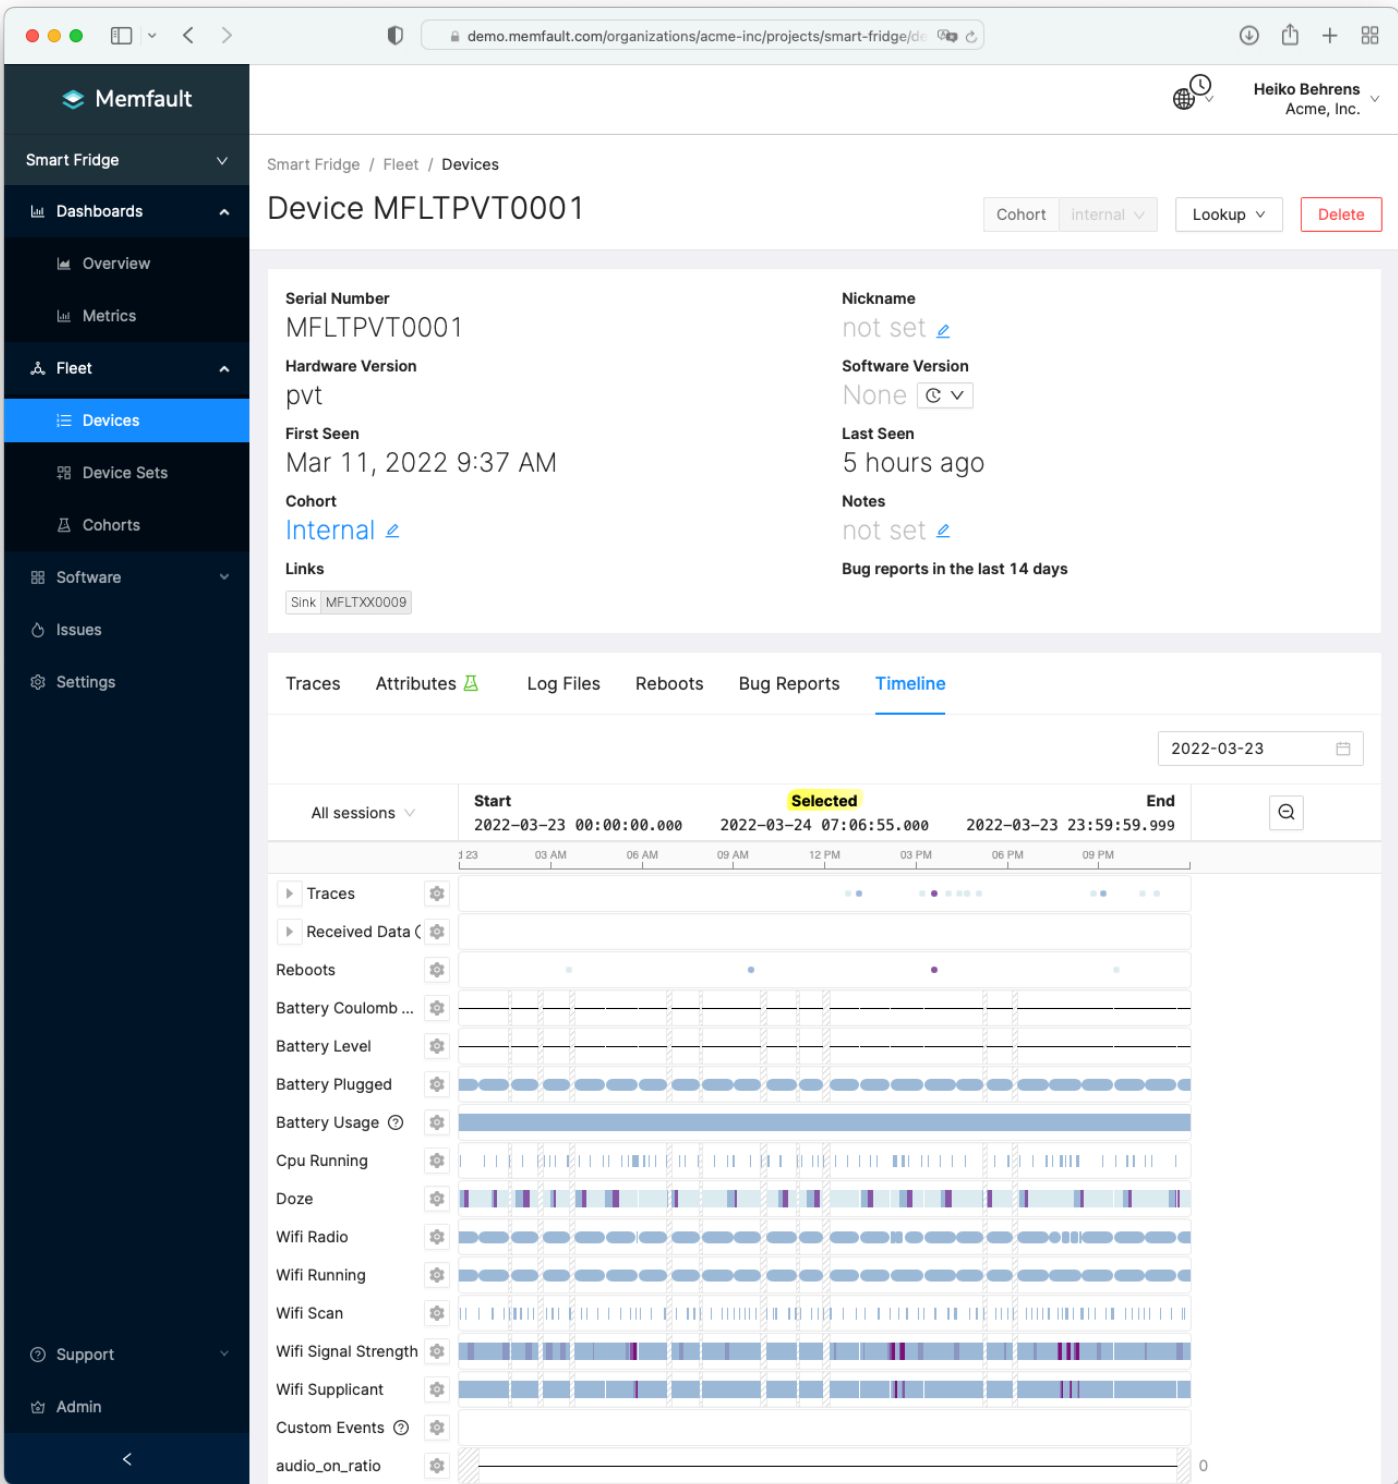 demo.memfault.com/organizations/acme-inc/projects/smart-fridge/de
Memfault
Heiko Behrens
Acme, Inc.
Smart Fridge
Dashboards
Overview
Metrics
Fleet
Devices
Device Sets
Cohorts
Software
Issues
Settings
Support
Admin
Smart Fridge / Fleet / Devices
Device MFLTPVT0001
Cohort internal Lookup Delete
Serial Number
MFLTPVT0001
Nickname
not set
Hardware Version
pvt
Software Version
None
First Seen
Mar 11, 2022 9:37 AM
Last Seen
5 hours ago
Cohort
Internal
Notes
not set
Links
Sink MFLTXX0009
Bug reports in the last 14 days
Traces Attributes Log Files Reboots Bug Reports Timeline
2022-03-23
All sessions
Start Selected End
2022-03-23 00:00:00.000 2022-03-24 07:06:55.000 2022-03-23 23:59:59.999
23 03 AM 06 AM 09 AM 12 PM 03 PM 06 PM 09 PM
Traces
Received Data (
Reboots
Battery Coulomb ...
Battery Level
Battery Plugged
Battery Usage
Cpu Running
Doze
Wifi Radio
Wifi Running
Wifi Scan
Wifi Signal Strength
Wifi Supplicant
Custom Events
audio_on_ratio 0